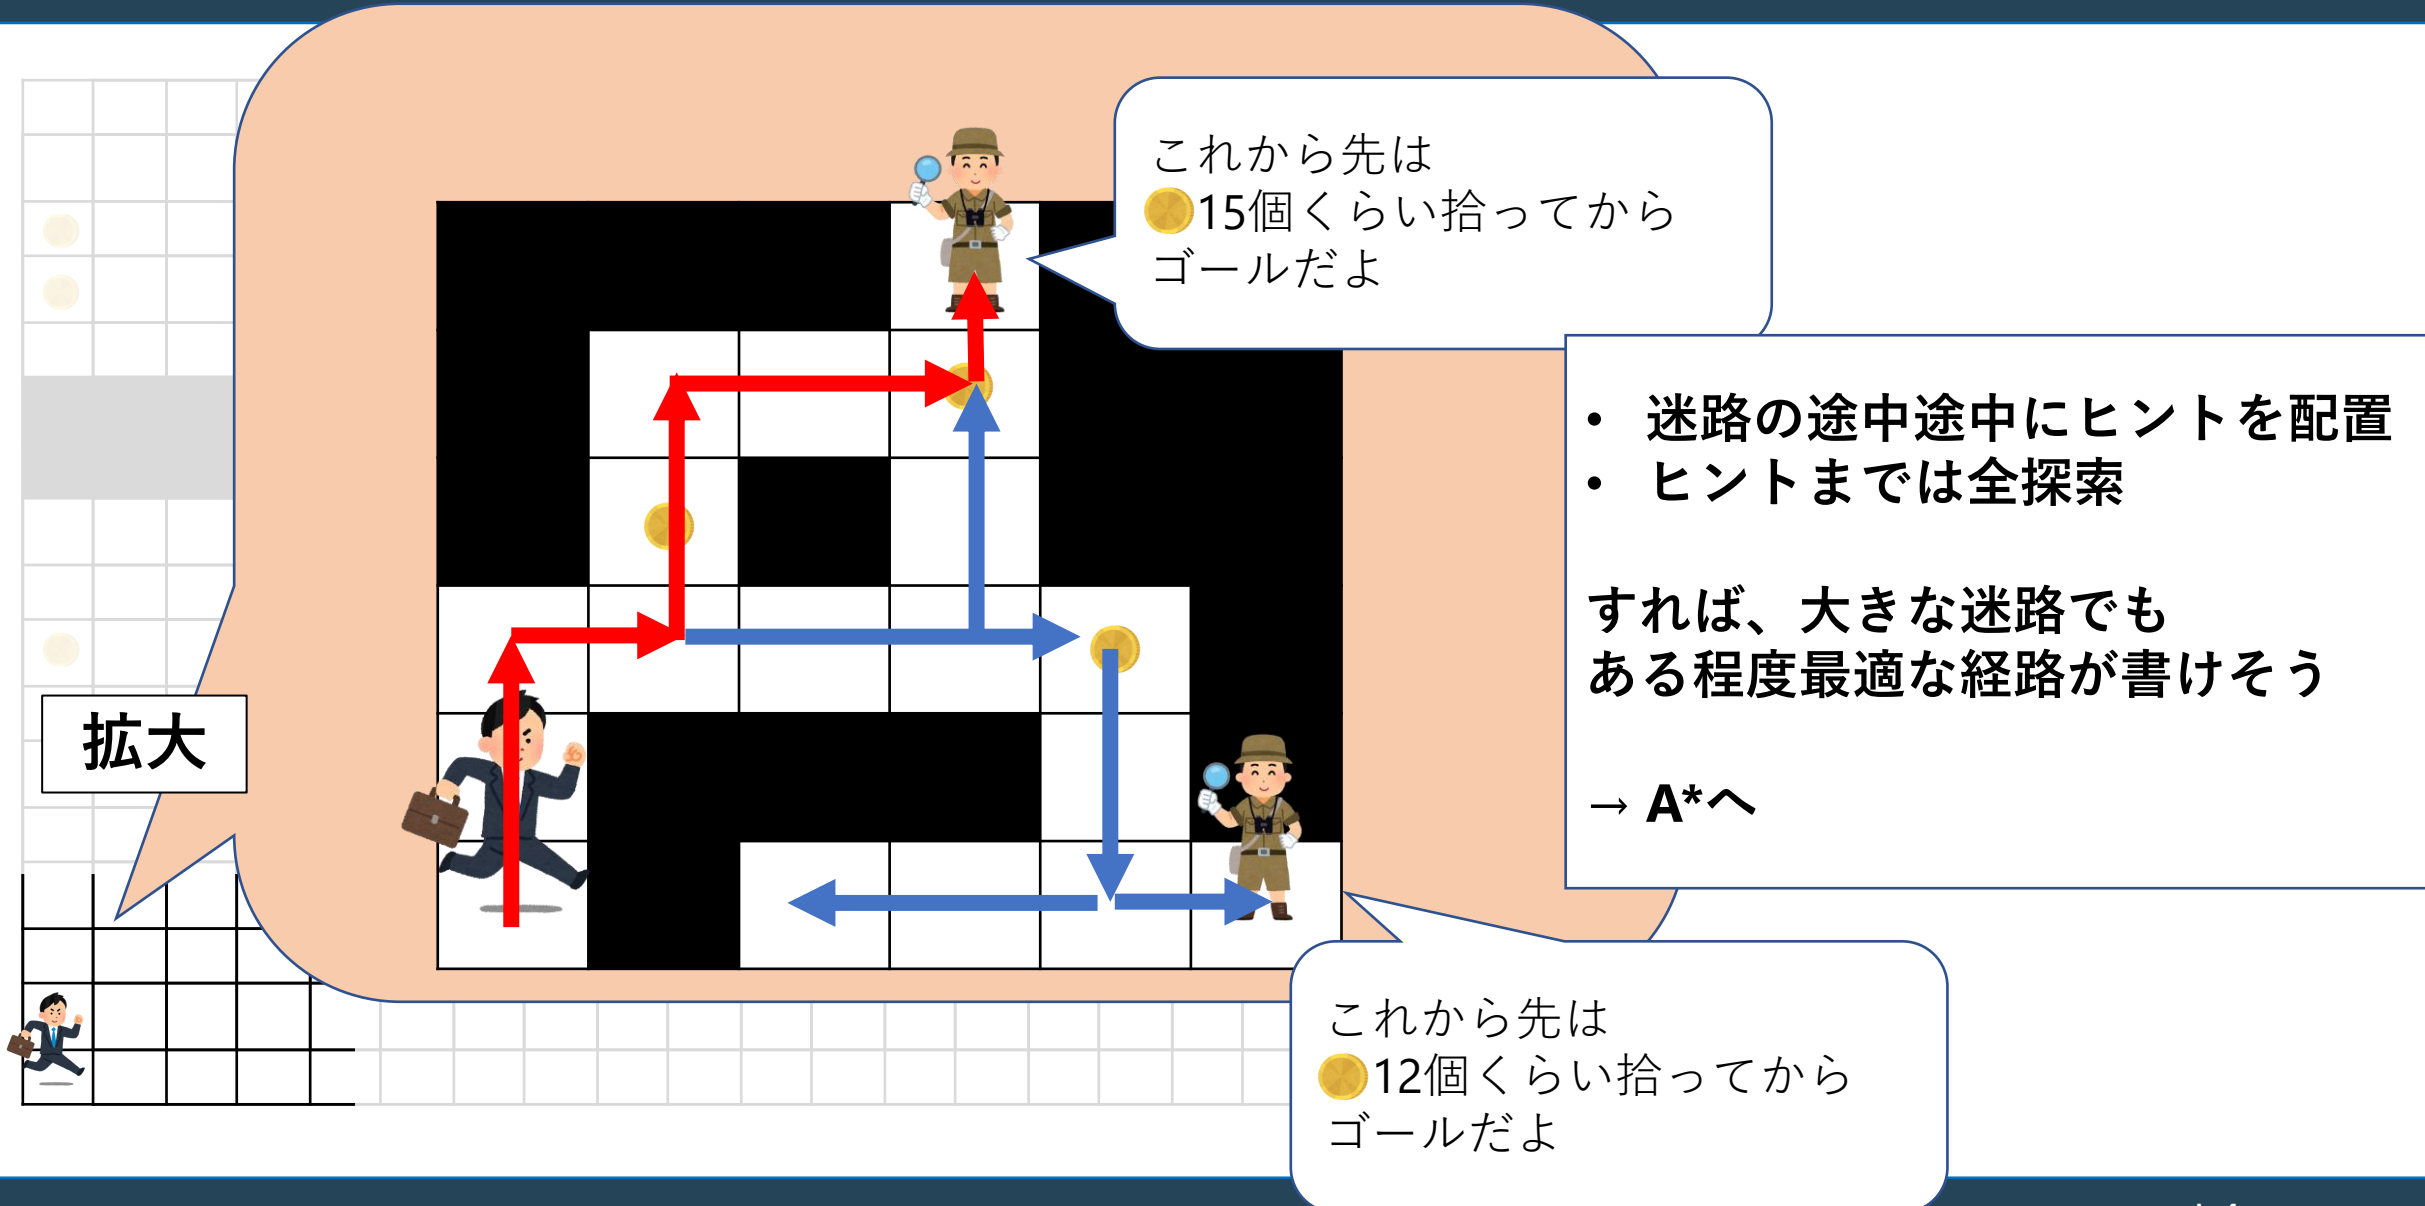 これから先は
15個くらい拾ってから
ゴールだよ
• 迷路の途中途中にヒントを配置
• ヒントまでは全探索
すれば、大きな迷路でも
ある程度最適な経路が書けそう
→ A*へ
拡大
これから先は
12個くらい拾ってから
ゴールだよ